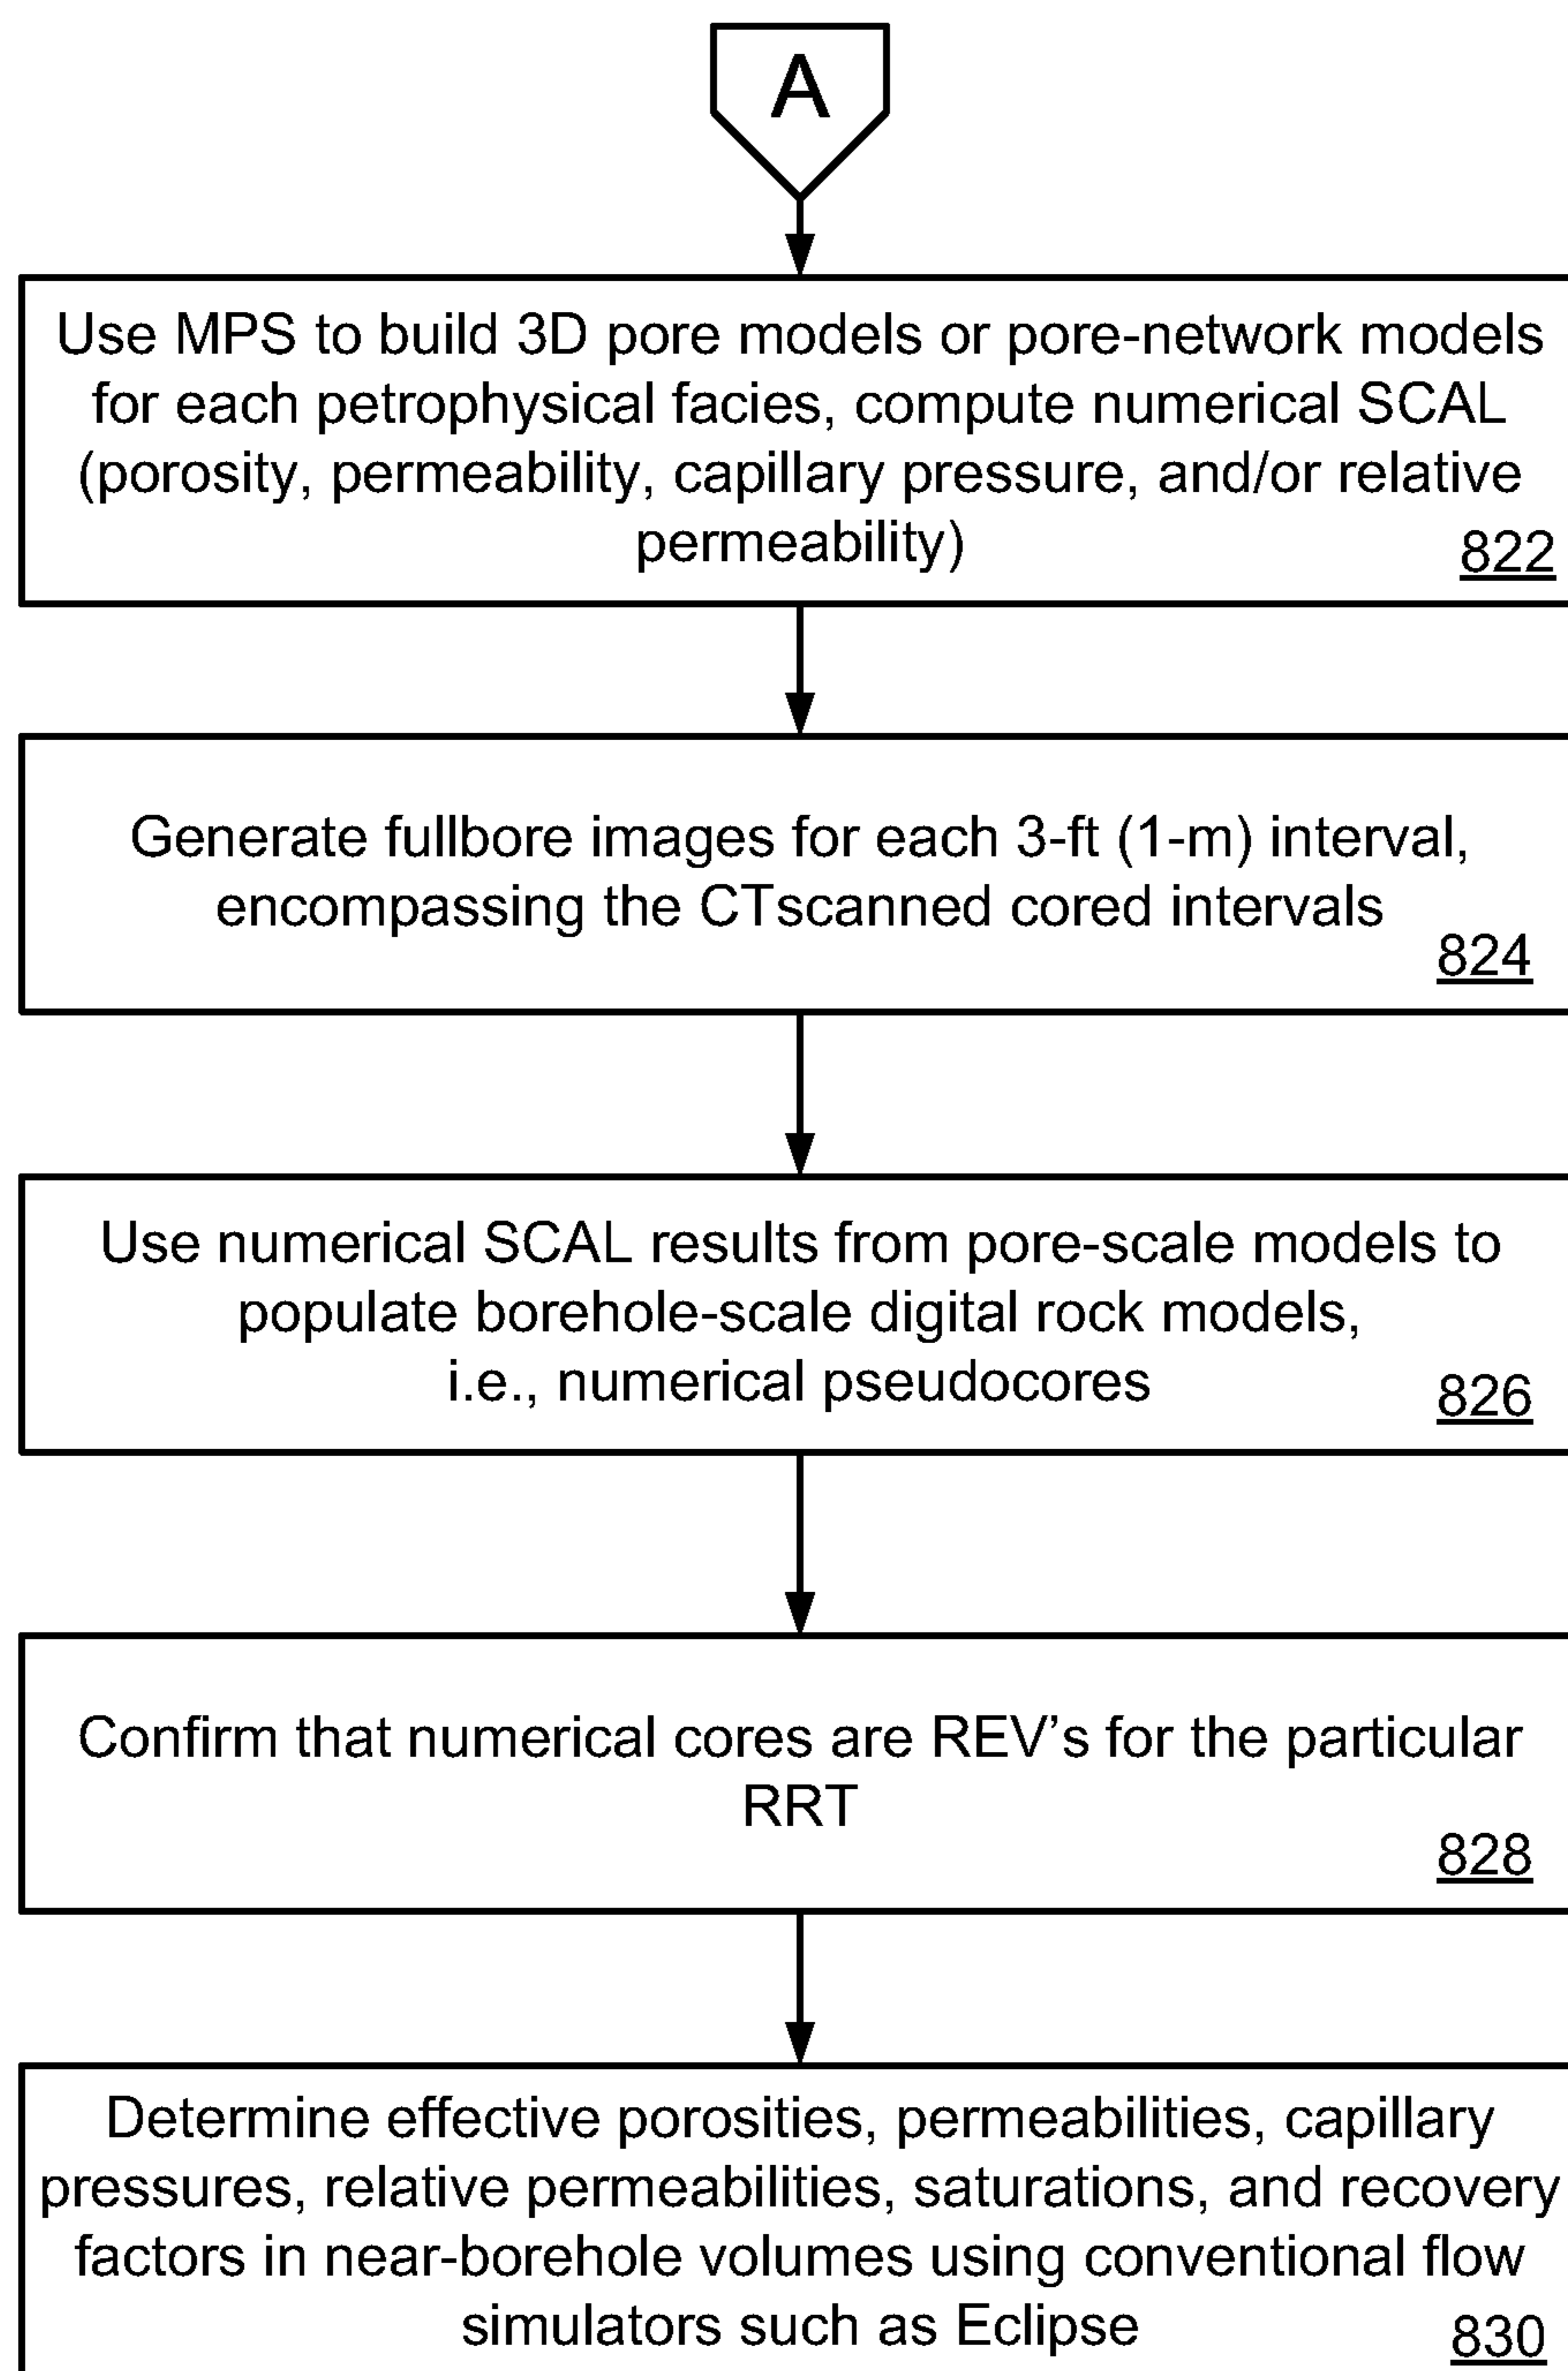 A
Use MPS to build 3D pore models or pore-network models
for each petrophysical facies, compute numerical SCAL
(porosity, permeability, capillary pressure, and/or relative
permeability)
822
Generate fullbore images for each 3-ft (1-m) interval,
encompassing the CTscanned cored intervals
824
Use numerical SCAL results from pore-scale models to
populate borehole-scale digital rock models,
i.e., numerical pseudocores
826
Confirm that numerical cores are REV’s for the particular
RRT
828
Determine effective porosities, permeabilities, capillary
pressures, relative permeabilities, saturations, and recovery
factors in near-borehole volumes using conventional flow
simulators such as Eclipse
830